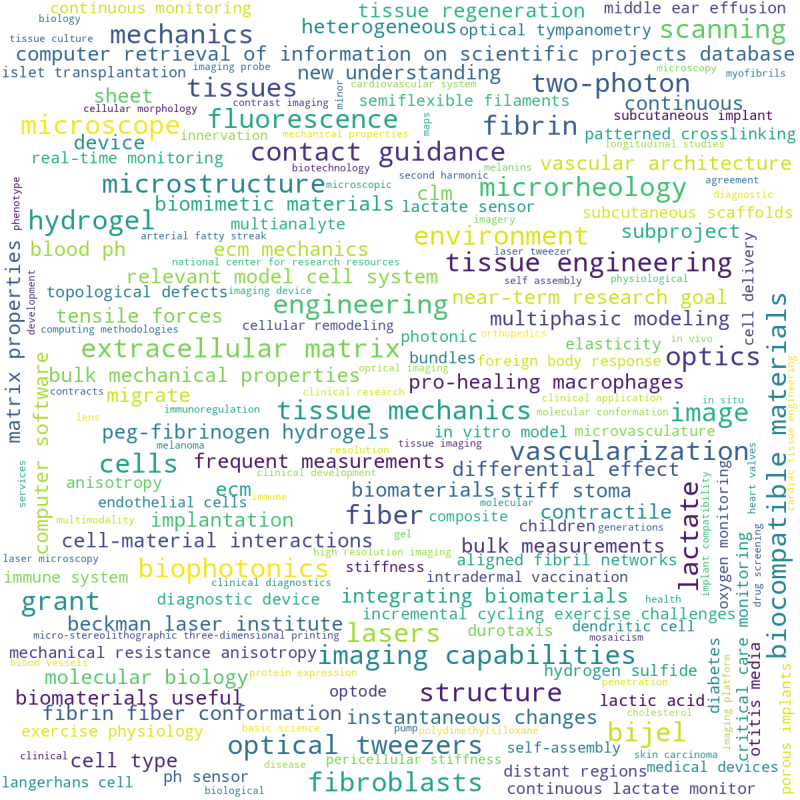 continuous monitoring
tissue regeneration
middle ear effusion
biology
mechanics
heterogeneous
optical tympanometry
scanning
tissue culture
computer retrieval of information on scientific projects database
islet transplantation
imaging probe
new understanding
two-photon
microscopy
myofibrils
sheet
tissues
cardiovascular system
minor
semiflexible filaments
continuous
cellular morphology
contrast imaging
fluorescence
fibrin
subcutaneous implant
microscope
innervation
mechanical properties
maps
patterned crosslinking
device
longitudinal studies
real-time monitoring
contact guidance
vascular architecture
biotechnology
second harmonic
melanins
agreement
phenotype
microstructure
microscopic
clm
microrheology
diagnostic
biomimetic materials
lactate sensor
subcutaneous scaffolds
hydrogel
multianalyte
imagery
environment
subproject
arterial fatty streak
blood ph
ecm mechanics
laser tweezer
tissue engineering
cell delivery
matrix properties
development
national center for research resources
relevant model cell system
self assembly
physiological
topological defects
imaging device
engineering
near-term research goal
tensile forces
cellular remodeling
multiphasic modeling
computing methodologies
photonic
orthopedics
elasticity
in vivo
biocompatible materials
extracellular matrix
bundles
foreign body response
optics
cardiac tissue engineering
bulk mechanical properties
optical imaging
pro-healing macrophages
computer software
contracts
migrate
clinical research
clinical application
in situ
lens
immunoregulation
tissue mechanics
molecular conformation
image
peg-fibrinogen hydrogels
in vitro model
microvasculature
melanoma
resolution
tissue imaging
vascularization
services
cells
frequent measurements
differential effect
heart valves
clinical development
anisotropy
ecm
immune
biomaterials
stiff stoma
implant compatibility
oxygen monitoring
endothelial cells
molecular
lactate
multimodality
implantation
fiber
composite
contractile
children
generations
drug screening
cell-material interactions
gel
bulk measurements
high resolution imaging
laser microscopy
biophotonics
stiffness
aligned fibril networks
immune system
clinical diagnostics
intradermal vaccination
monitoring
grant
diagnostic device
integrating biomaterials
health
incremental cycling exercise challenges
beckman laser institute
lasers
durotaxis
dendritic cell
micro-stereolithographic three-dimensional printing
mosaicism
mechanical resistance anisotropy
imaging capabilities
critical care
otitis media
blood vessels
protein expression
hydrogen sulfide
diabetes
imaging platform
porous implants
molecular biology
penetration
biomaterials useful
optode
structure
lactic acid
fibrin fiber conformation
instantaneous changes
cholesterol
exercise physiology
basic science
pump
polydimethylsiloxane
bijel
optical tweezers
self-assembly
skin carcinoma
clinical
cell type
pericellular stiffness
disease
distant regions
medical devices
langerhans cell
ph sensor
biological
fibroblasts
continuous lactate monitor